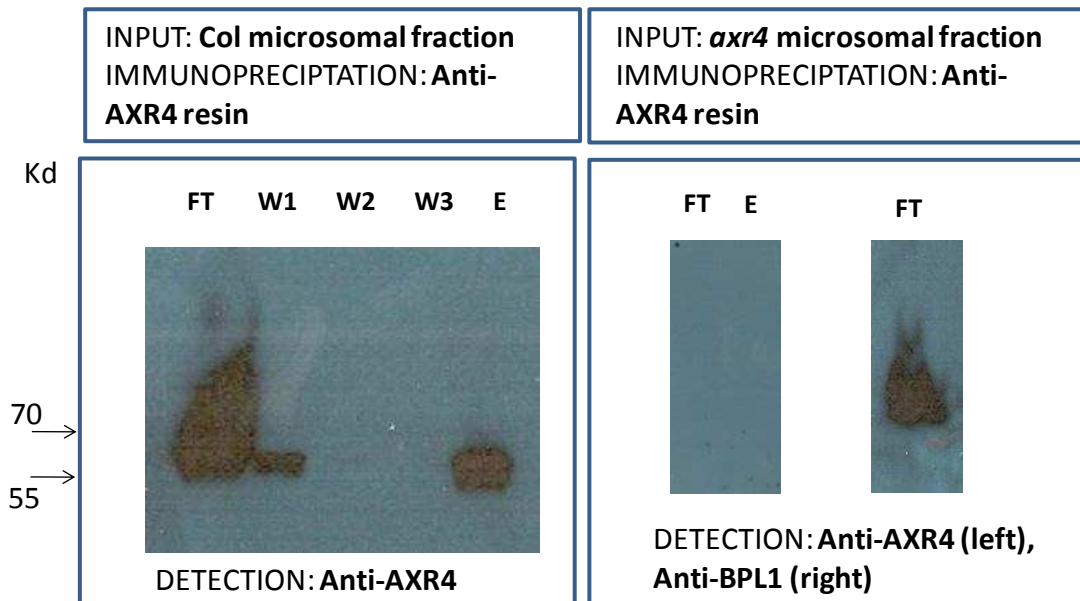 INPUT: Col microsomal fraction
IMMUNOPRECIPTATION: Anti-
AXR4 resin
INPUT: axr4 microsomal fraction
IMMUNOPRECIPTATION: Anti-
AXR4 resin
Kd
FT W1 W2 W3 E
70
55
DETECTION: Anti-AXR4
FT E
FT
DETECTION: Anti-AXR4 (left),
Anti-BPL1 (right)